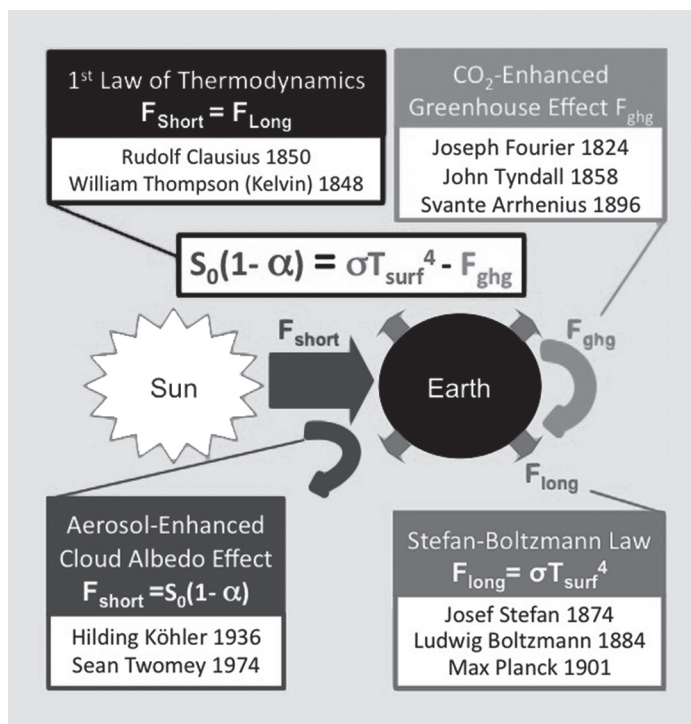 1st Law of Thermodynamics
FShort = FLong
Rudolf Clausius 1850
William Thompson (Kelvin) 1848
CO2-Enhanced
Greenhouse Effect Fghg
Joseph Fourier 1824
John Tyndall 1858
Svante Arrhenius 1896
S0(1- α) = σTsurf4 - Fghg
Fshort
Sun
Earth
Fghg
Flong
Aerosol-Enhanced
Cloud Albedo Effect
Fshort =S0(1- α)
Hilding Köhler 1936
Sean Twomey 1974
Stefan-Boltzmann Law
Flong= σTsurf4
Josef Stefan 1874
Ludwig Boltzmann 1884
Max Planck 1901